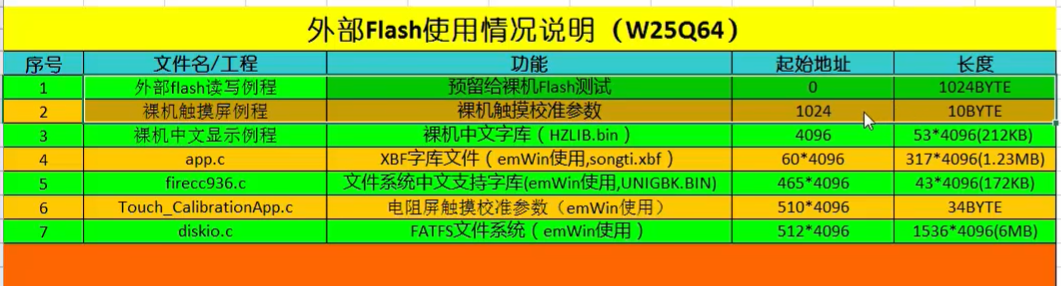 外部Flash使用情况说明（W25Q64）
序号 文件名/工程 功能 起始地址 长度
1 外部flash读写例程 预留给裸机Flash测试 0 1024BYTE
2 裸机触摸屏例程 裸机触摸校准参数 1024 10BYTE
3 裸机中文显示例程 裸机中文字库（HZLIB.bin） 4096 53*4096(212KB)
4 app.c XBF字库文件（emWin使用,songti.xbf） 60*4096 317*4096(1.23MB)
5 firecc936.c 文件系统中文支持字库(emWin使用,UNIGBK.BIN) 465*4096 43*4096(172KB)
6 Touch_CalibrationApp.c 电阻屏触摸校准参数（emWin使用） 510*4096 34BYTE
7 diskio.c FATFS文件系统（emWin使用） 512*4096 1536*4096(6MB)